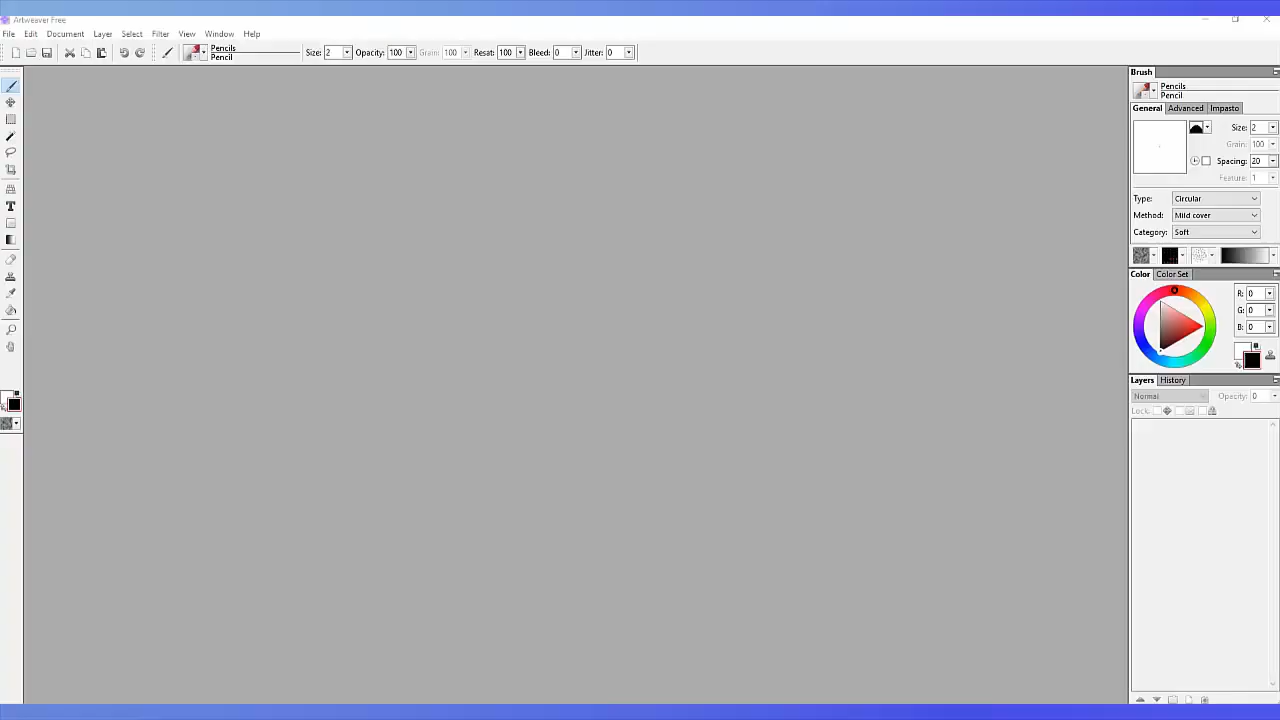 Artweaver Free
File Edit Document Layer Select Filter View Window Help
Pencils
Pencil
Size: 2 Opacity: 100 Grain: 100 Resat: 100 Bleed: 0 Jitter: 0
Brush
Pencils
Pencil
General Advanced Impasto
Size: 2
Grain: 100
Spacing: 20
Feature: 1
Type: Circular
Method: Mild cover
Category: Soft
Color Color Set
R: 0
G: 0
B: 0
Layers History
Normal Opacity: 0
Lock: